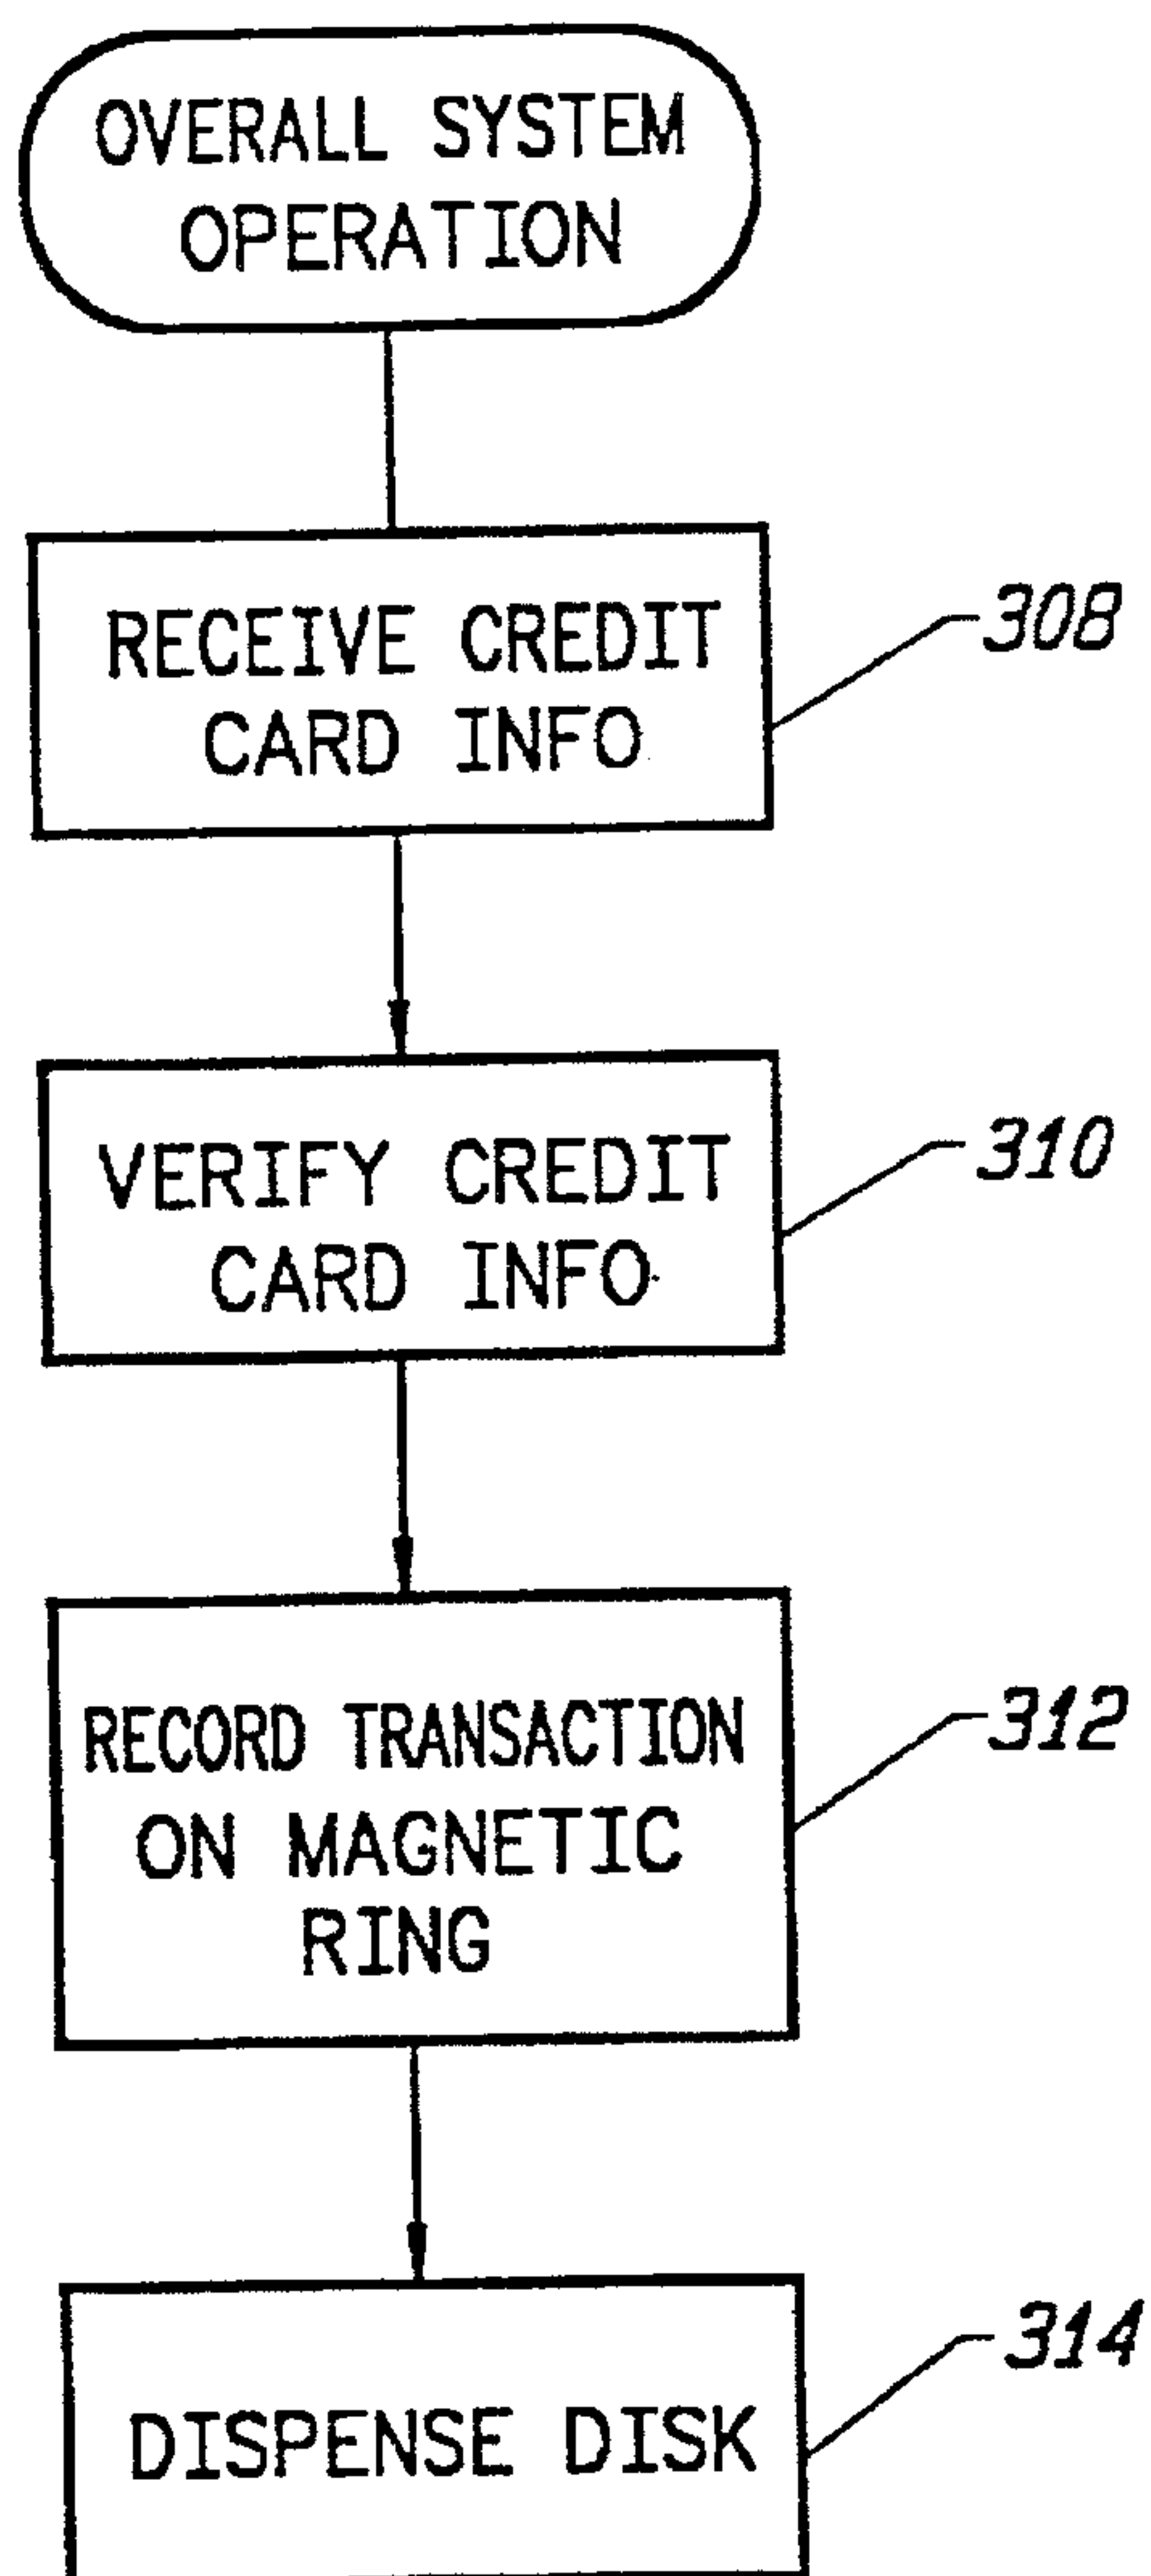 OVERALL SYSTEM
OPERATION
RECEIVE CREDIT
CARD INFO
308
VERIFY CREDIT
CARD INFO
310
RECORD TRANSACTION
ON MAGNETIC
RING
312
DISPENSE DISK
314